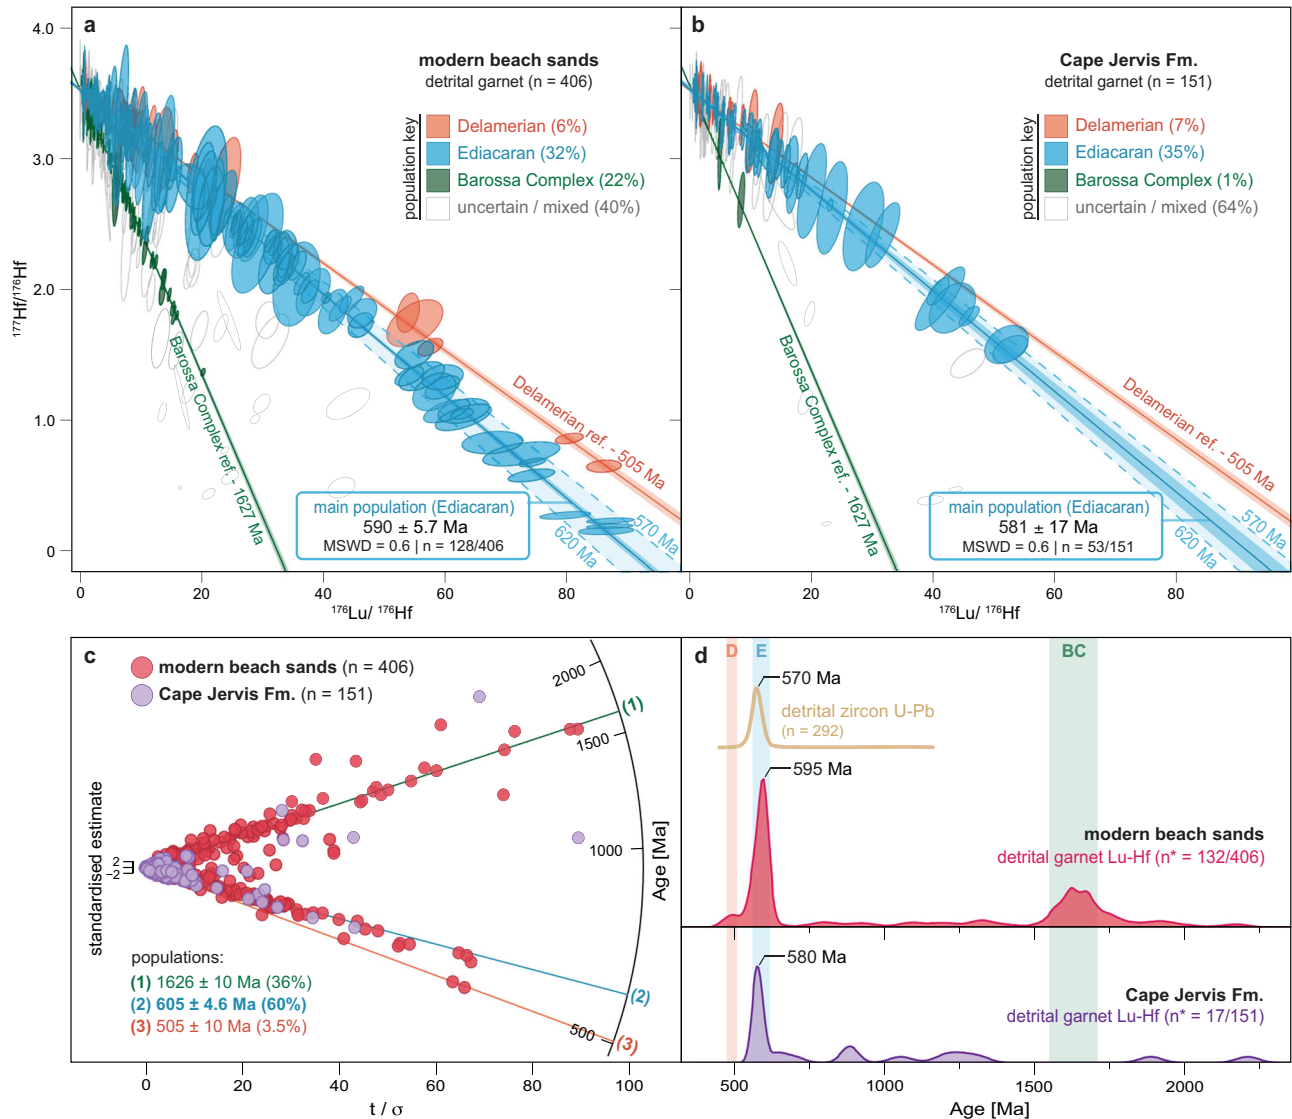 a
modern beach sands
detrital garnet (n = 406)
population key
Delamerian (6%)
Ediacaran (32%)
Barossa Complex (22%)
uncertain / mixed (40%)
4.0
3.0
2.0
1.0
0
177Hf/176Hf
Barossa Complex ref. - 1627 Ma
Delamerian ref. - 505 Ma
main population (Ediacaran)
590 ± 5.7 Ma
MSWD = 0.6 | n = 128/406
570 Ma
620 Ma
0
20
40
60
80
176Lu/ 176Hf
b
Cape Jervis Fm.
detrital garnet (n = 151)
population key
Delamerian (7%)
Ediacaran (35%)
Barossa Complex (1%)
uncertain / mixed (64%)
Barossa Complex ref. - 1627 Ma
Delamerian ref. - 505 Ma
main population (Ediacaran)
581 ± 17 Ma
MSWD = 0.6 | n = 53/151
570 Ma
620 Ma
0
20
40
60
80
176Lu/ 176Hf
c
modern beach sands (n = 406)
Cape Jervis Fm. (n = 151)
2000
(1)
1500
1000
Age [Ma]
(2)
500
(3)
standardised estimate
2
−2
populations:
(1) 1626 ± 10 Ma (36%)
(2) 605 ± 4.6 Ma (60%)
(3) 505 ± 10 Ma (3.5%)
0
20
40
60
80
100
t / σ
d
D
E
BC
570 Ma
detrital zircon U-Pb
(n = 292)
595 Ma
modern beach sands
detrital garnet Lu-Hf (n* = 132/406)
580 Ma
Cape Jervis Fm.
detrital garnet Lu-Hf (n* = 17/151)
500
1000
1500
2000
Age [Ma]